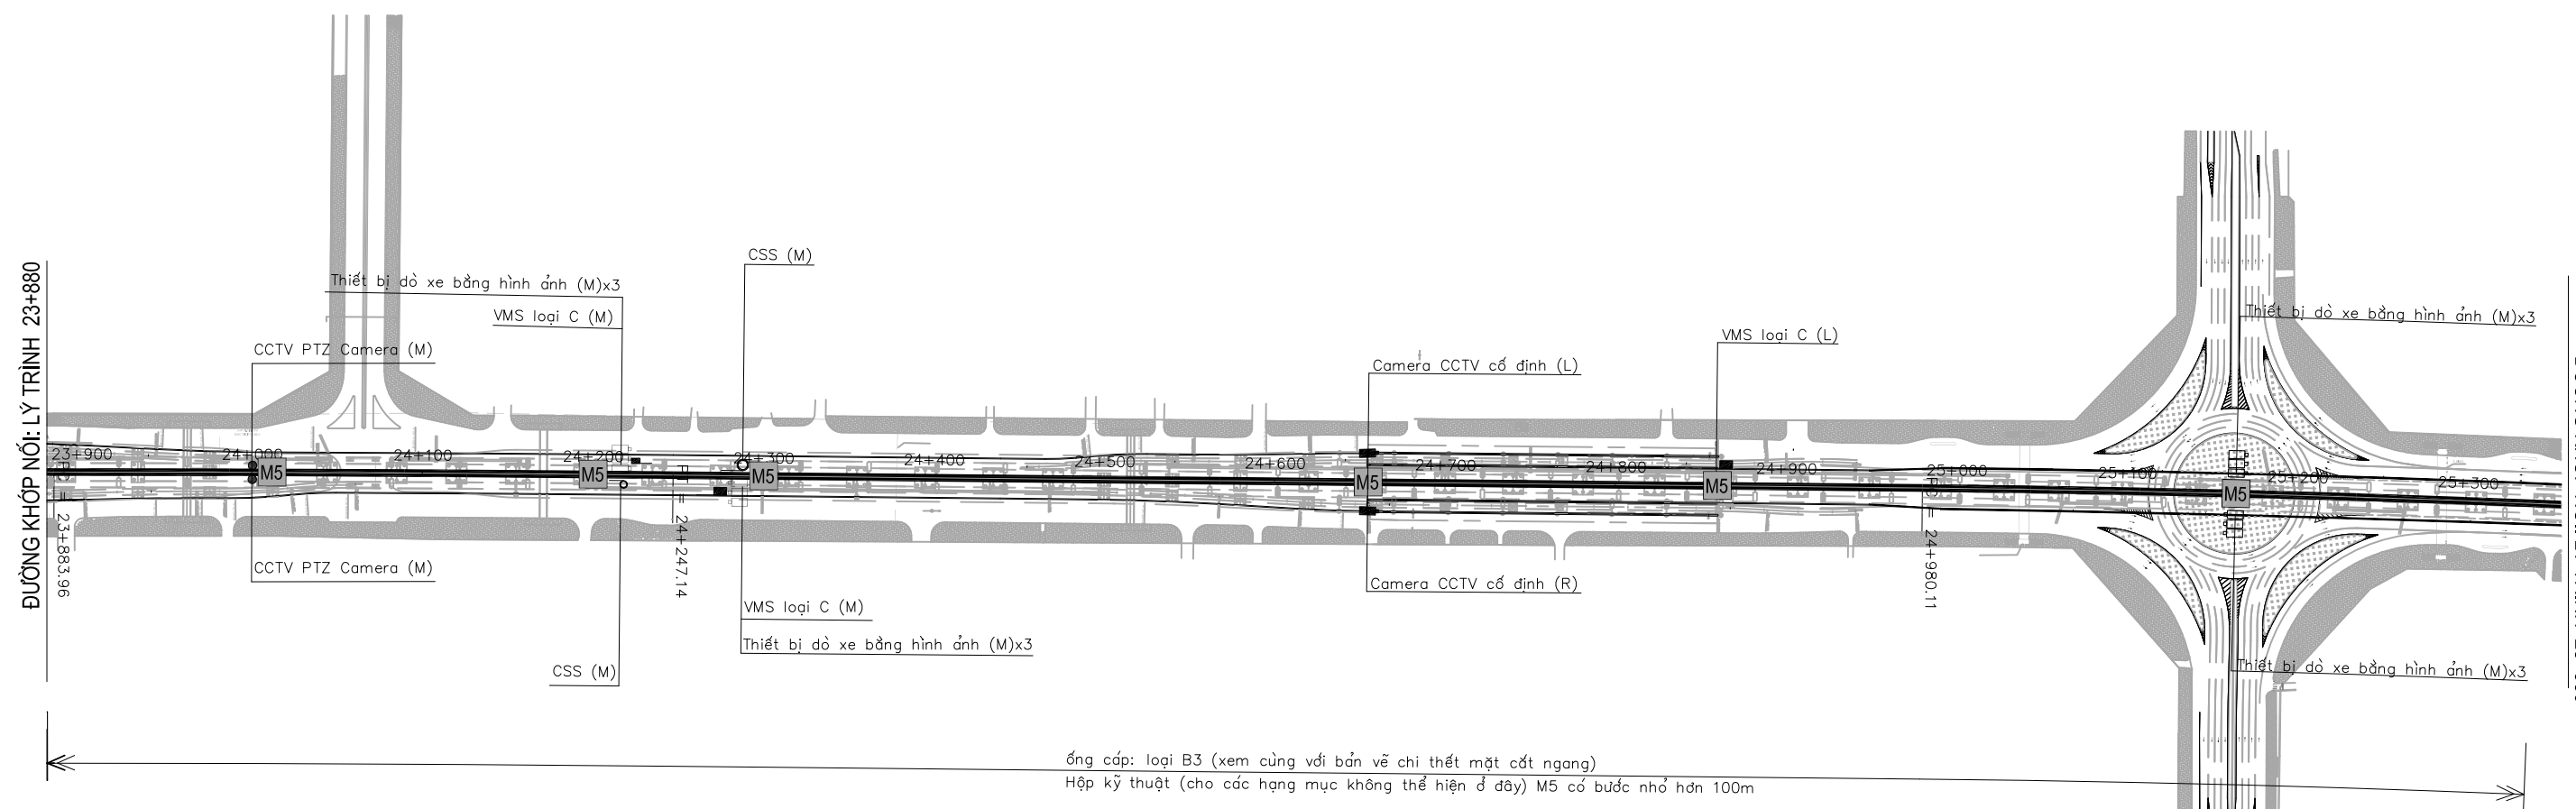 CSS (M)
Thiết bị dò xe bằng hình ảnh (M)x3
VMS loại C (M)
CCTV PTZ Camera (M)
Camera CCTV cố định (L)
VMS loại C (L)
Thiết bị dò xe bằng hình ảnh (M)x3
ĐƯỜNG KHỚP NỐI: LÝ TRÌNH 23+880
23+900
24+000
24+100
24+200
24+300
24+400
24+500
24+600
24+700
24+800
24+900
25+000
25+100
25+200
25+300
M5
M5
M5
M5
M5
M5
= 23+883.96
= 24+247.14
= 24+980.11
CCTV PTZ Camera (M)
Camera CCTV cố định (R)
VMS loại C (M)
Thiết bị dò xe bằng hình ảnh (M)x3
CSS (M)
Thiết bị dò xe bằng hình ảnh (M)x3
ống cáp: loại B3 (xem cùng với bản vẽ chi thết mặt cắt ngang)
Hộp kỹ thuật (cho các hạng mục không thể hiện ở đây) M5 có bước nhỏ hơn 100m